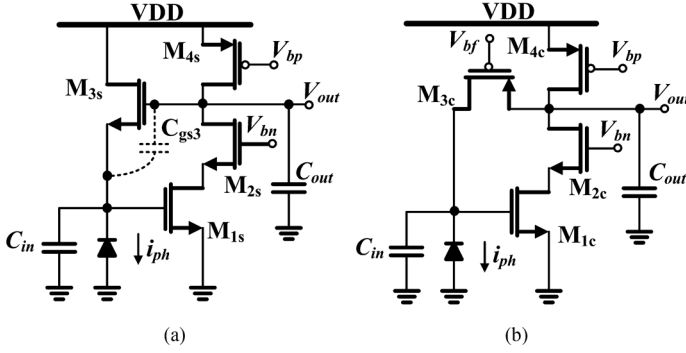 VDD
M4s
Vbp
M3s
Vout
Cgs3
Vbn
M2s
Cout
M1s
Cin
iph
(a)
VDD
Vbf
M4c
Vbp
M3c
Vout
Vbn
M2c
Cout
M1c
Cin
iph
(b)